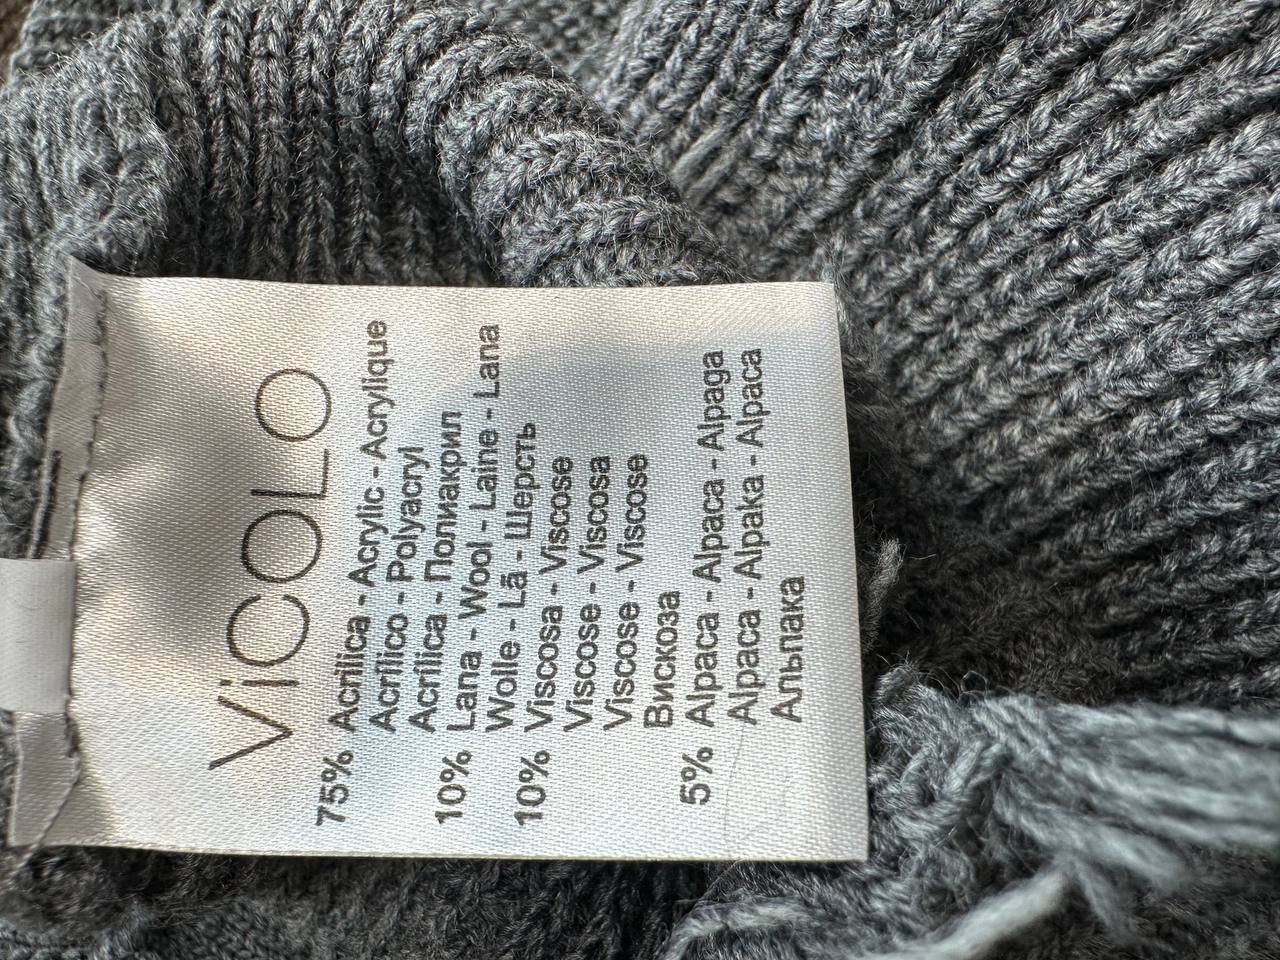 ViCOLO
75% Acrilica - Acrylic - Acrylique
Acrílico - Polyacryl
Acrílica - Полиакрил
10% Lana - Wool - Laine - Lana
Wolle - Lã - Шерсть
10% Viscosa - Viscose
Viscose - Viscosa
Viscose - Viscose
Вискоза
5% Alpaca - Alpaca - Alpaga
Alpaca - Alpaka - Alpaca
Альпака